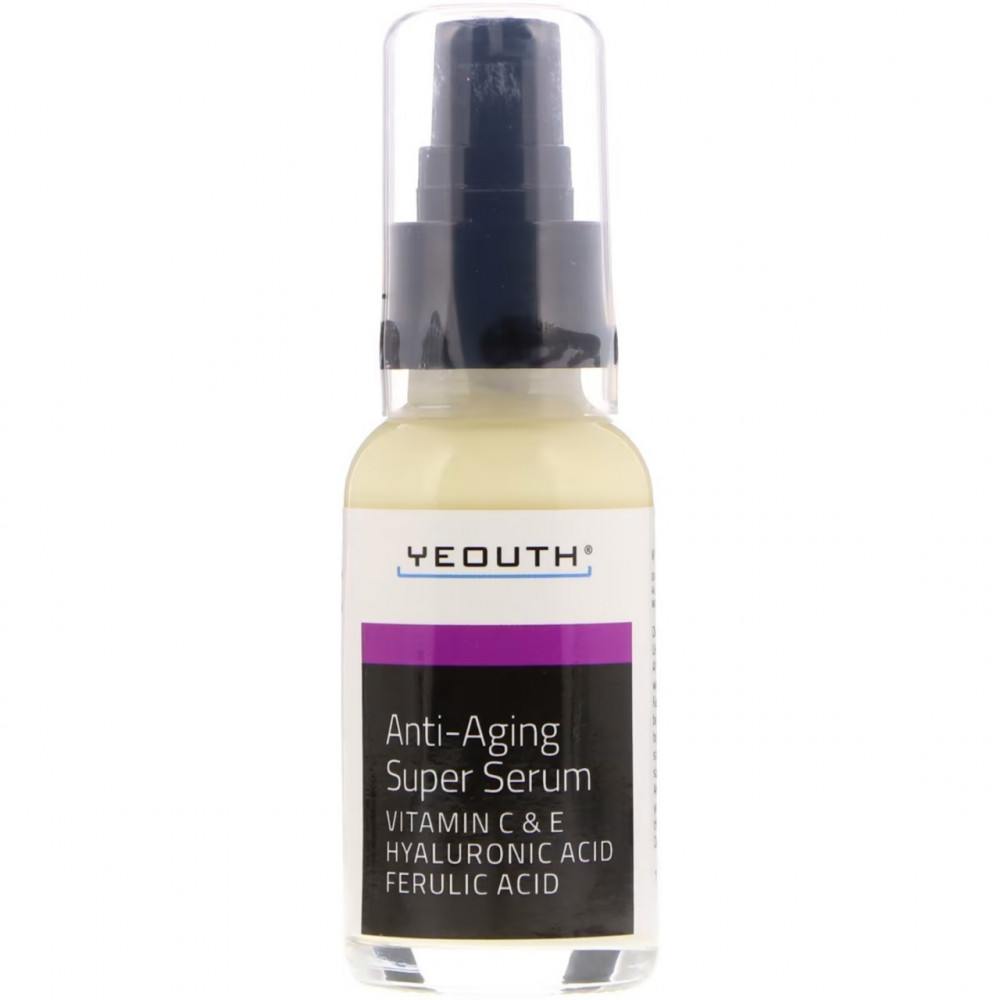 YEOUTH®
Anti-Aging
Super Serum
VITAMIN C & E
HYALURONIC ACID
FERULIC ACID